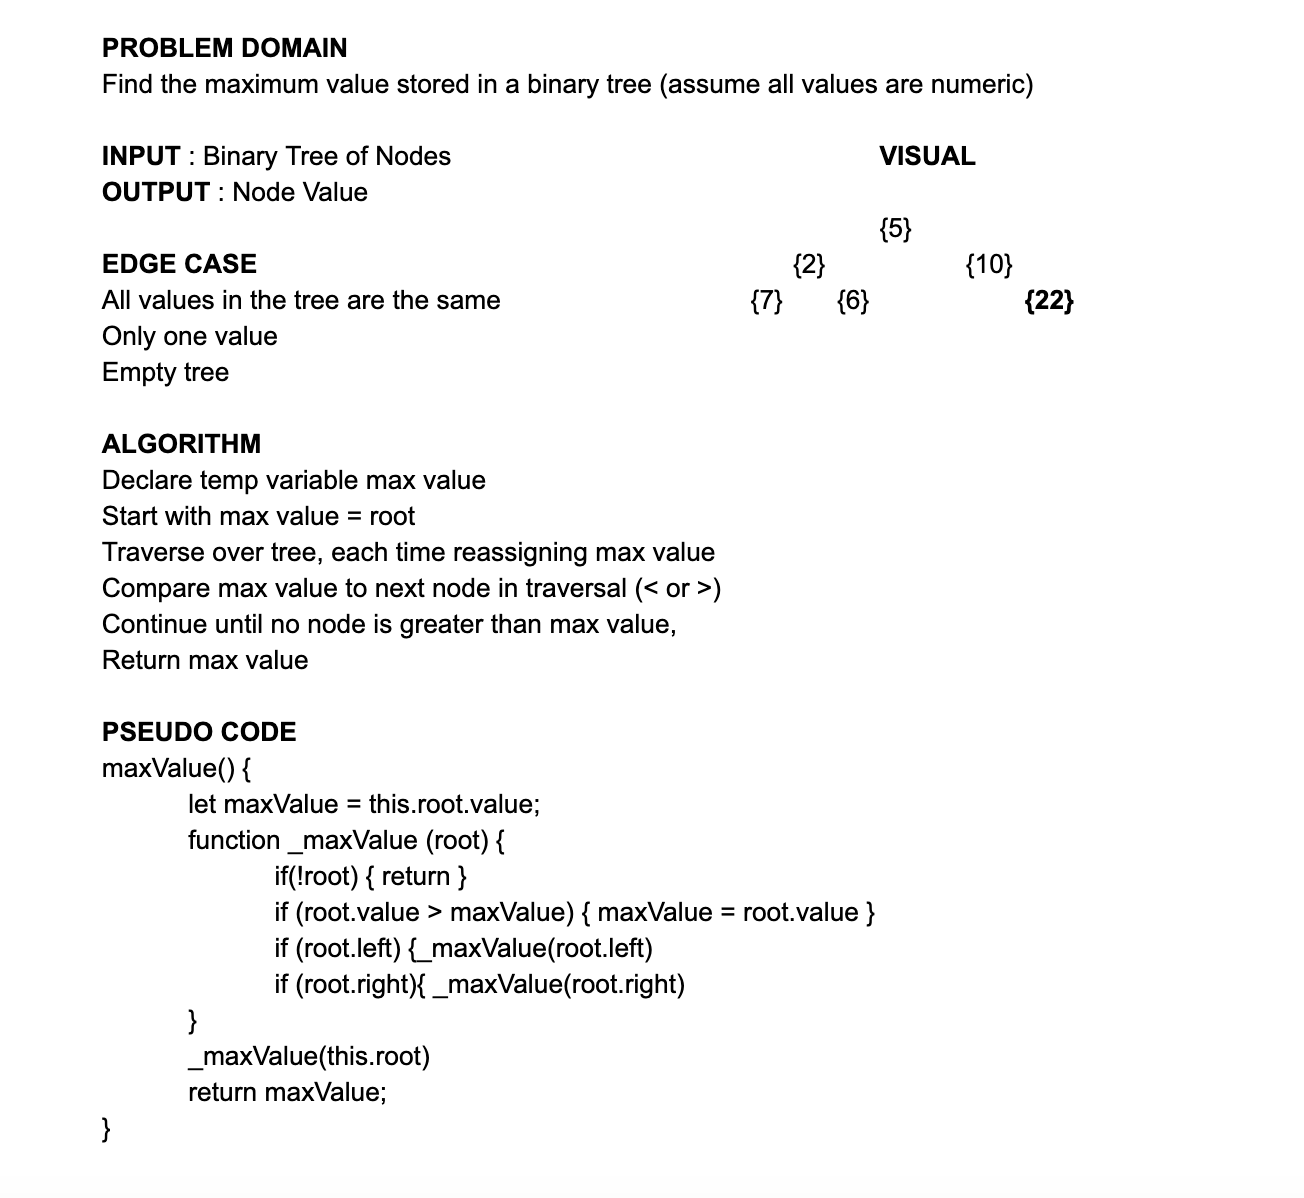 PROBLEM DOMAIN
Find the maximum value stored in a binary tree (assume all values are numeric)
INPUT : Binary Tree of Nodes
OUTPUT : Node Value
VISUAL
{5}
{2} {10}
{7} {6} {22}
EDGE CASE
All values in the tree are the same
Only one value
Empty tree
ALGORITHM
Declare temp variable max value
Start with max value = root
Traverse over tree, each time reassigning max value
Compare max value to next node in traversal (< or >)
Continue until no node is greater than max value,
Return max value
PSEUDO CODE
maxValue() {
let maxValue = this.root.value;
function _maxValue (root) {
if(!root) { return }
if (root.value > maxValue) { maxValue = root.value }
if (root.left) {_maxValue(root.left)
if (root.right){ _maxValue(root.right)
}
_maxValue(this.root)
return maxValue;
}